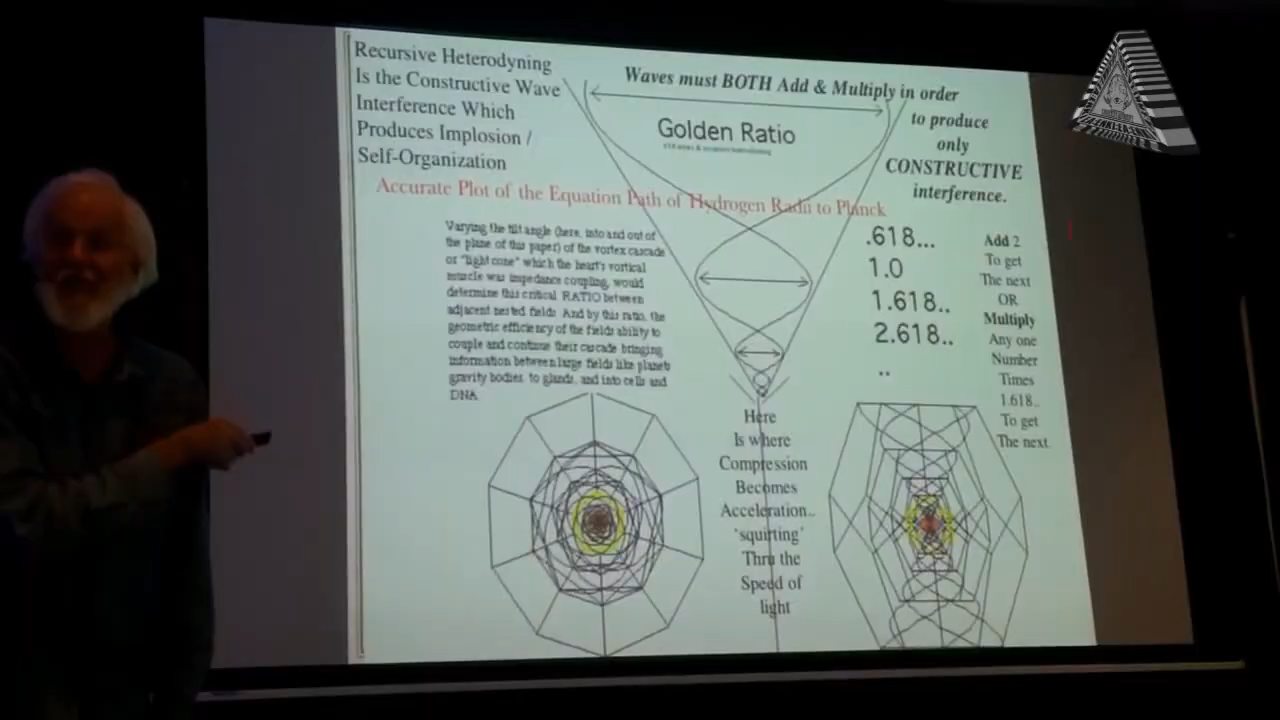 Recursive Heterodyning
Is the Constructive Wave
Interference Which
Produces Implosion /
Self-Organization
Waves must BOTH Add & Multiply in order
to produce
only
CONSTRUCTIVE
interference.
Golden Ratio
Accurate Plot of the Equation Path of Hydrogen Radii to Planck
Varying the tilt angle (here, into and out of
the plane of this paper) of the vortex cascade
or "light cone" which the heart's vortical
muscle was impedance coupling, would
determine this critical RATIO between
adjacent nested fields. And by this ratio, the
geometric efficiency of the fields ability to
couple and continue their cascade bringing
information between large fields like planets
gravity bodies, to glands, and into cells and
DNA
.618...
1.0
1.618..
2.618..
..
Add 2
To get
The next
OR
Multiply
Any one
Number
Times
1.618..
To get
The next.
Here
Is where
Compression
Becomes
Acceleration..
'squirting'
Thru the
Speed of
light